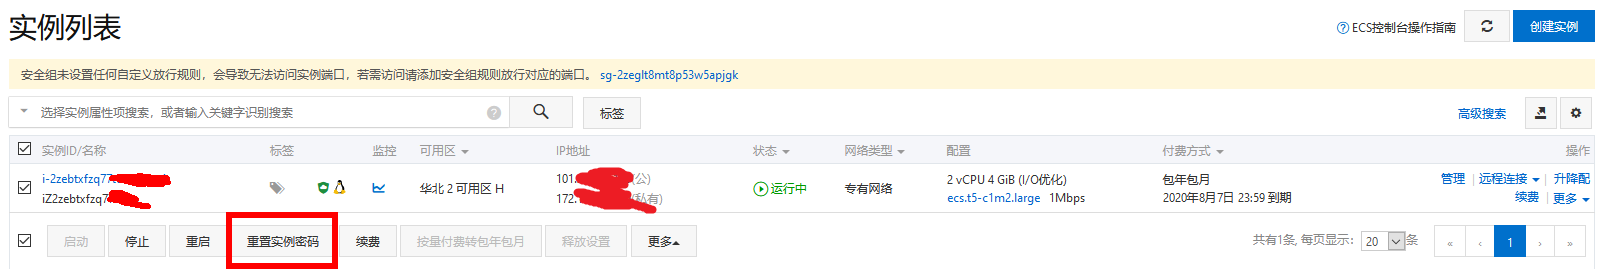 实例列表
ECS控制台操作指南
创建实例
安全组未设置任何自定义放行规则，会导致无法访问实例端口，若需访问请添加安全组规则放行对应的端口。 sg-2zeglt8mt8p53w5apjgk
选择实例属性项搜索，或者输入关键字识别搜索
标签
高级搜索
实例ID/名称 标签 监控 可用区 IP地址 状态 网络类型 配置 付费方式 操作
i-2zebtxfzq77 101. (公) 2 vCPU 4 GiB (I/O优化) 包年包月 管理 远程连接 升降配
华北 2 可用区 H 运行中 专有网络
iZ2zebtxfzq7 172. (私有) ecs.t5-c1m2.large 1Mbps 2020年8月7日 23:59 到期 续费 更多
启动 停止 重启 重置实例密码 续费 按量付费转包年包月 释放设置 更多 共有1条, 每页显示： 20 条 « ‹ 1 › »